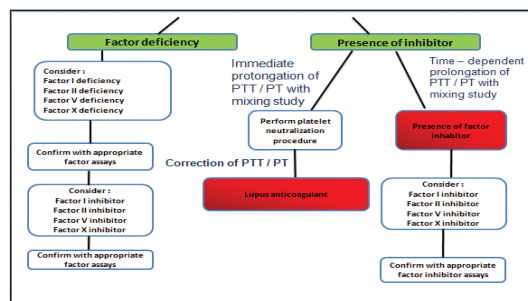 Factor deficiency
Consider :
Factor I deficiency
Factor II deficiency
Factor V deficiency
Factor X deficiency
Confirm with appropriate
factor assays
Consider :
Factor I inhibitor
Factor II inhibitor
Factor V inhibitor
Factor X inhibitor
Confirm with appropriate
factor assays
Presence of inhibitor
Immediate
protongation of
PTT / PT with
mixing study
Perform platelet
neutralization
procedure
Correction of PTT / PT
Lupus anticoagulant
Time – dependent
prolongation of
PTT / PT with
mixing study
Presence of factor
inhabitor
Consider :
Factor I inhibitor
Factor II inhibitor
Factor V inhibitor
Factor X inhibitor
Confirm with appropriate
factor inhibitor assays